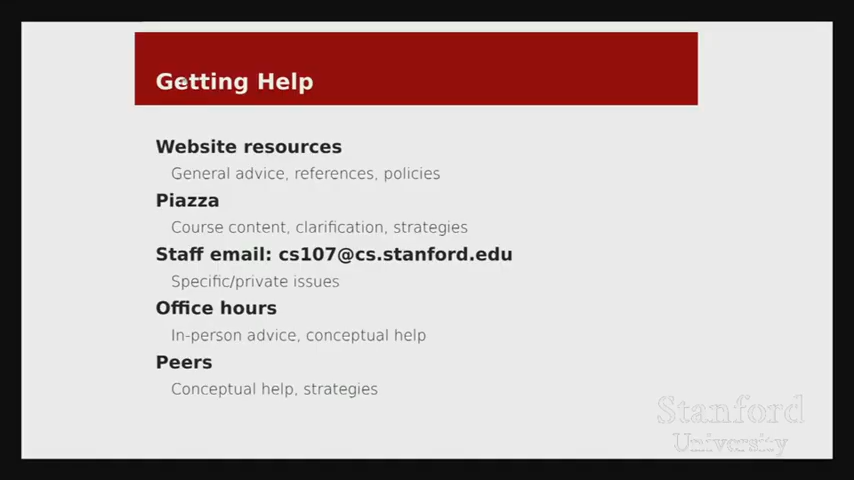 Getting Help
Website resources
General advice, references, policies
Piazza
Course content, clarification, strategies
Staff email: cs107@cs.stanford.edu
Specific/private issues
Office hours
In-person advice, conceptual help
Peers
Conceptual help, strategies
Stanford
University